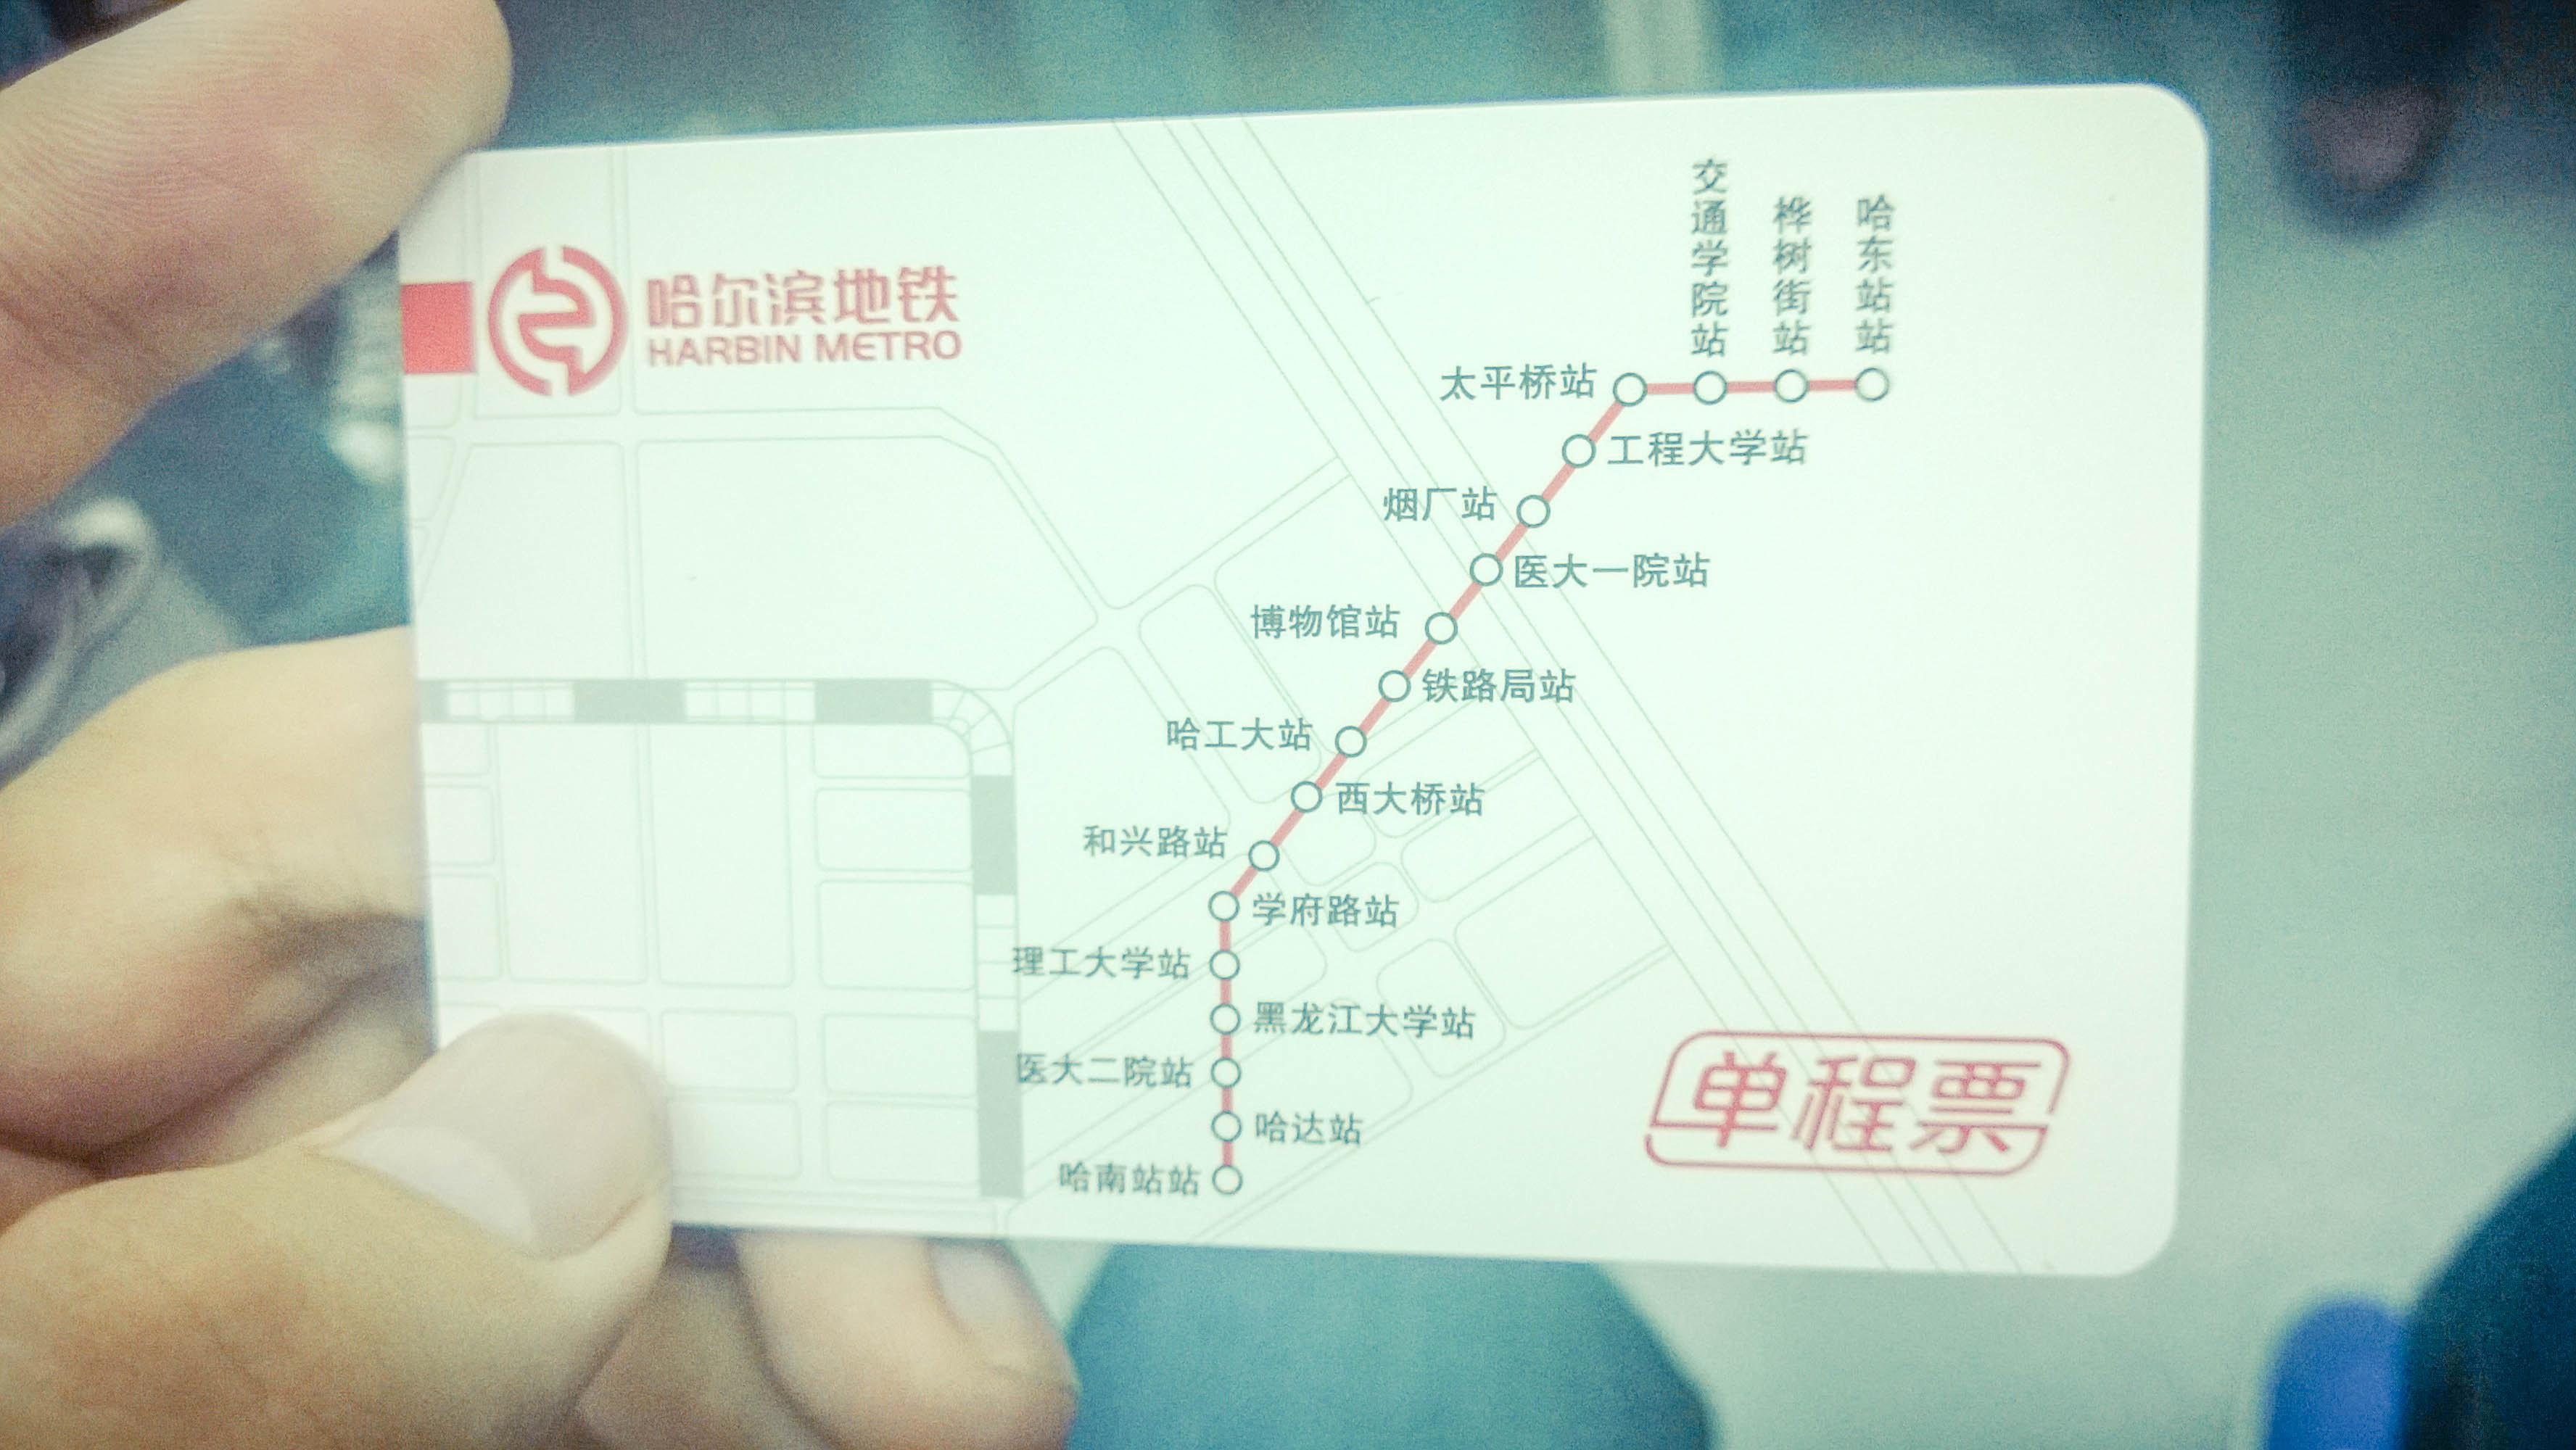 哈尔滨地铁
HARBIN METRO
交通学院站
桦树街站
哈东站站
太平桥站
工程大学站
烟厂站
医大一院站
博物馆站
铁路局站
哈工大站
西大桥站
和兴路站
学府路站
理工大学站
黑龙江大学站
医大二院站
哈达站
哈南站站
单程票